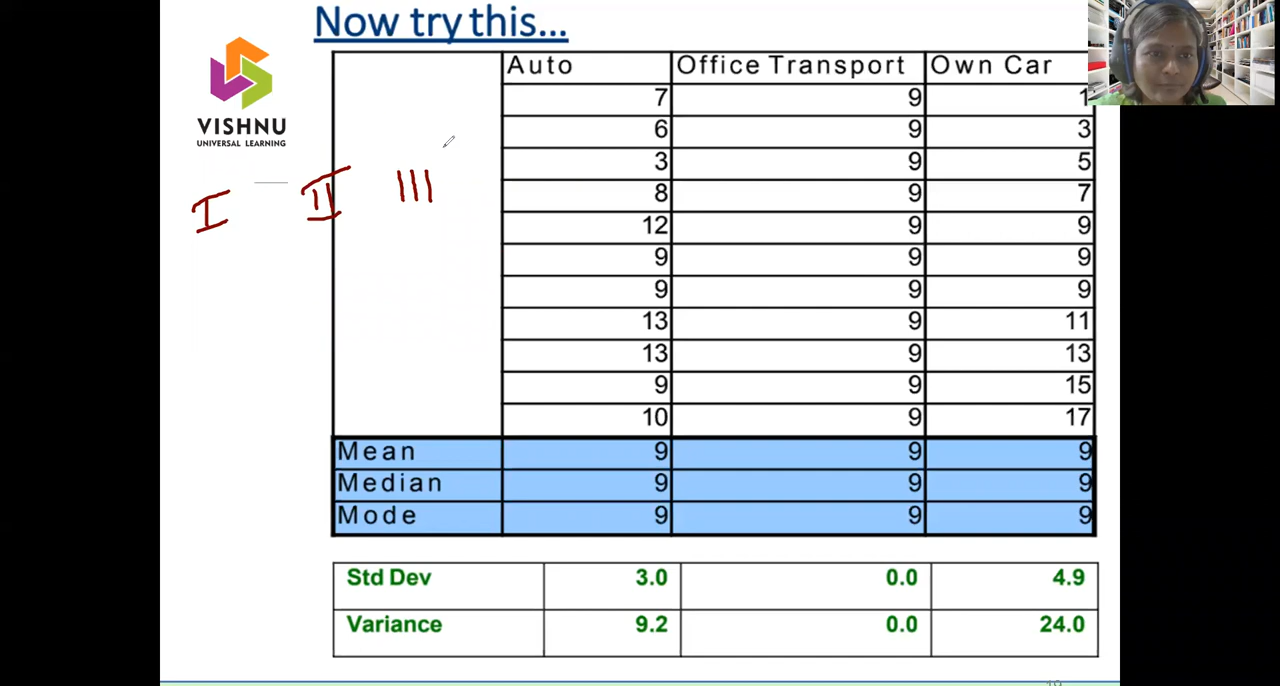 Now try this...
VISHNU
UNIVERSAL LEARNING
I II III
Auto Office Transport Own Car
7 9 1
6 9 3
3 9 5
8 9 7
12 9 9
9 9 9
9 9 9
13 9 11
13 9 13
9 9 15
10 9 17
Mean 9 9 9
Median 9 9 9
Mode 9 9 9
Std Dev 3.0 0.0 4.9
Variance 9.2 0.0 24.0